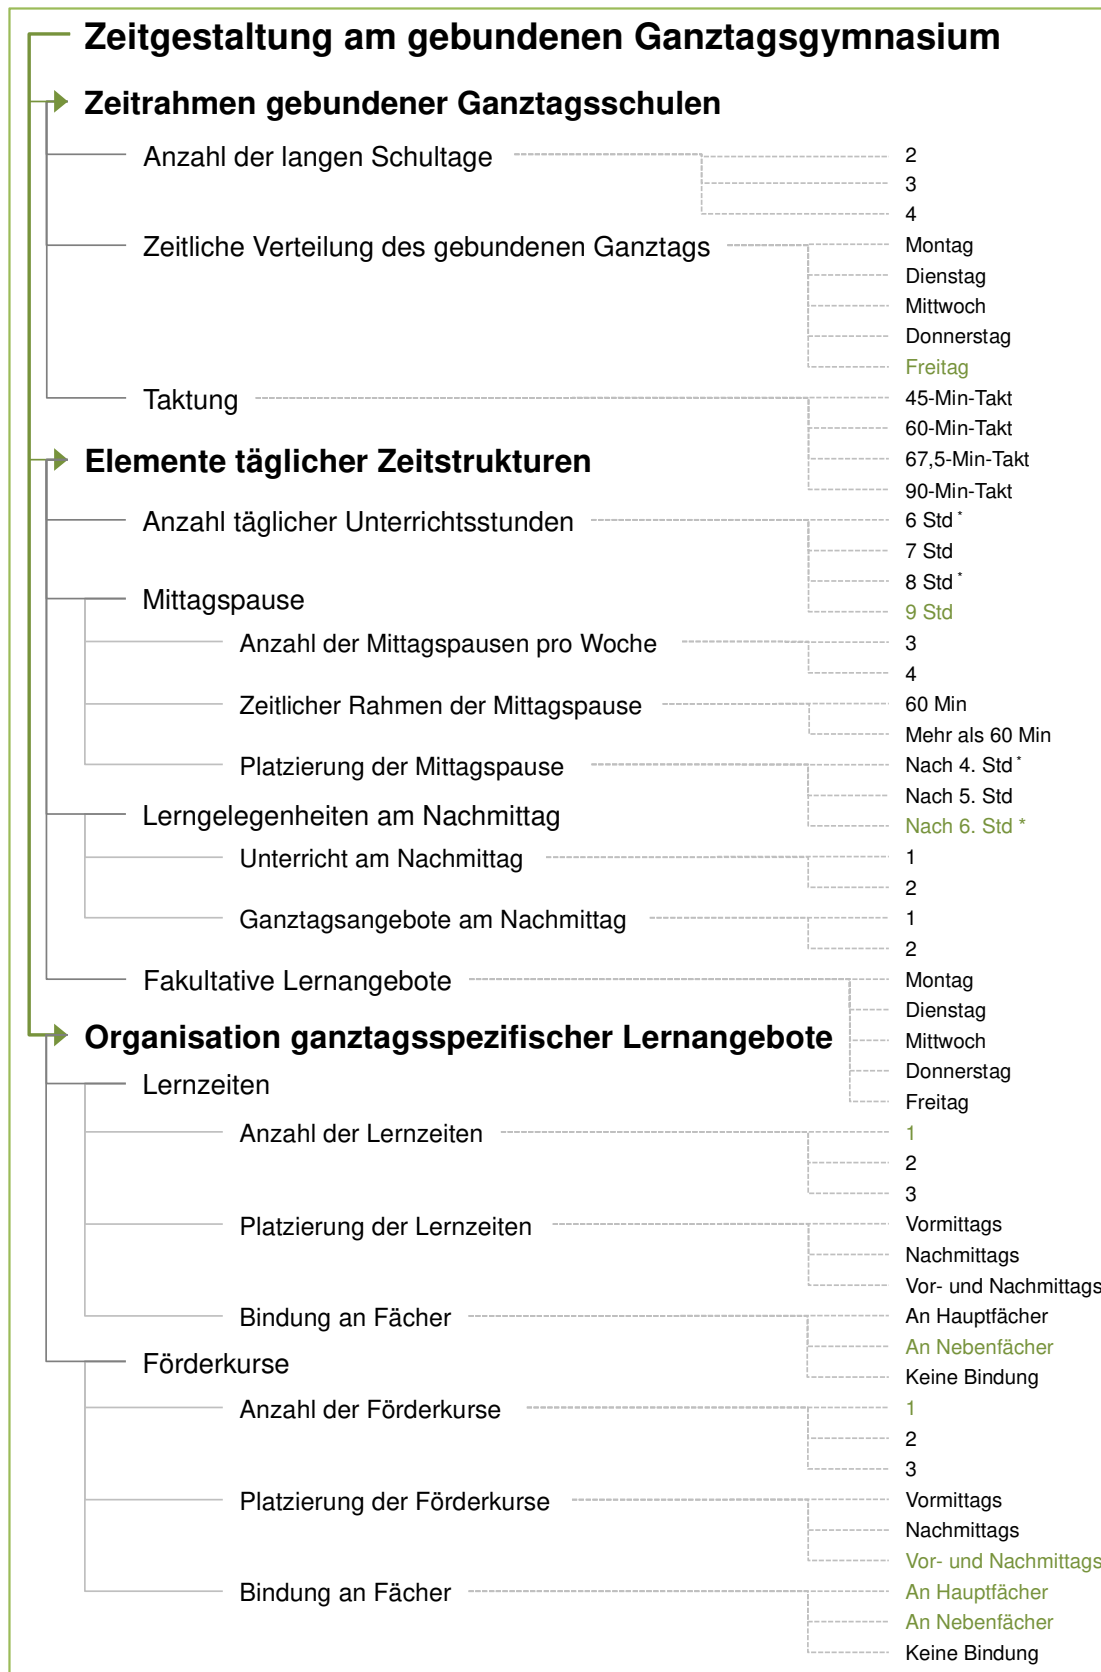 Zeitgestaltung am gebundenen Ganztagsgymnasium
Zeitrahmen gebundener Ganztagsschulen
Anzahl der langen Schultage
2
3
4
Zeitliche Verteilung des gebundenen Ganztags
Montag
Dienstag
Mittwoch
Donnerstag
Freitag
Taktung
45-Min-Takt
60-Min-Takt
67,5-Min-Takt
90-Min-Takt
Elemente täglicher Zeitstrukturen
Anzahl täglicher Unterrichtsstunden
6 Std *
7 Std
8 Std *
9 Std
Mittagspause
Anzahl der Mittagspausen pro Woche
3
4
Zeitlicher Rahmen der Mittagspause
60 Min
Mehr als 60 Min
Platzierung der Mittagspause
Nach 4. Std *
Nach 5. Std
Nach 6. Std *
Lerngelegenheiten am Nachmittag
Unterricht am Nachmittag
1
2
Ganztagsangebote am Nachmittag
1
2
Fakultative Lernangebote
Montag
Dienstag
Mittwoch
Donnerstag
Freitag
Organisation ganztagsspezifischer Lernangebote
Lernzeiten
Anzahl der Lernzeiten
1
2
3
Platzierung der Lernzeiten
Vormittags
Nachmittags
Vor- und Nachmittags
Bindung an Fächer
An Hauptfächer
An Nebenfächer
Keine Bindung
Förderkurse
Anzahl der Förderkurse
1
2
3
Platzierung der Förderkurse
Vormittags
Nachmittags
Vor- und Nachmittags
Bindung an Fächer
An Hauptfächer
An Nebenfächer
Keine Bindung